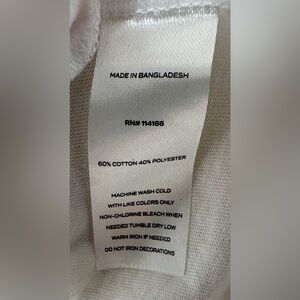 MADE IN BANGLADESH
RN# 114166
60% COTTON 40% POLYESTER
MACHINE WASH COLD
WITH LIKE COLORS ONLY
NON-CHLORINE BLEACH WHEN
NEEDED TUMBLE DRY LOW
WARM IRON IF NEEDED
DO NOT IRON DECORATIONS